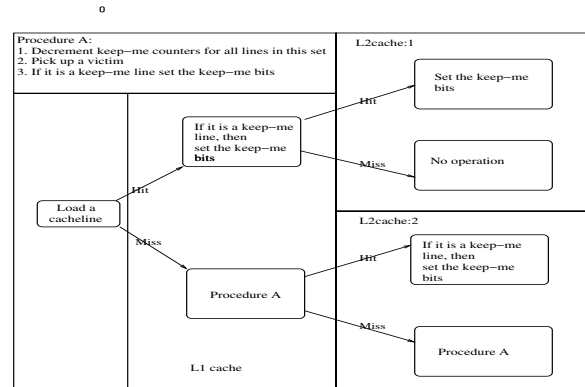 0
Procedure A:
1. Decrement keep−me counters for all lines in this set
2. Pick up a victim
3. If it is a keep−me line set the keep−me bits
Load a
cacheline
Hit
Miss
If it is a keep−me
line, then
set the keep−me
bits
Procedure A
L1 cache
L2cache:1
Hit
Set the keep−me
bits
Miss
No operation
L2cache:2
Hit
If it is a keep−me
line, then
set the keep−me
bits
Miss
Procedure A